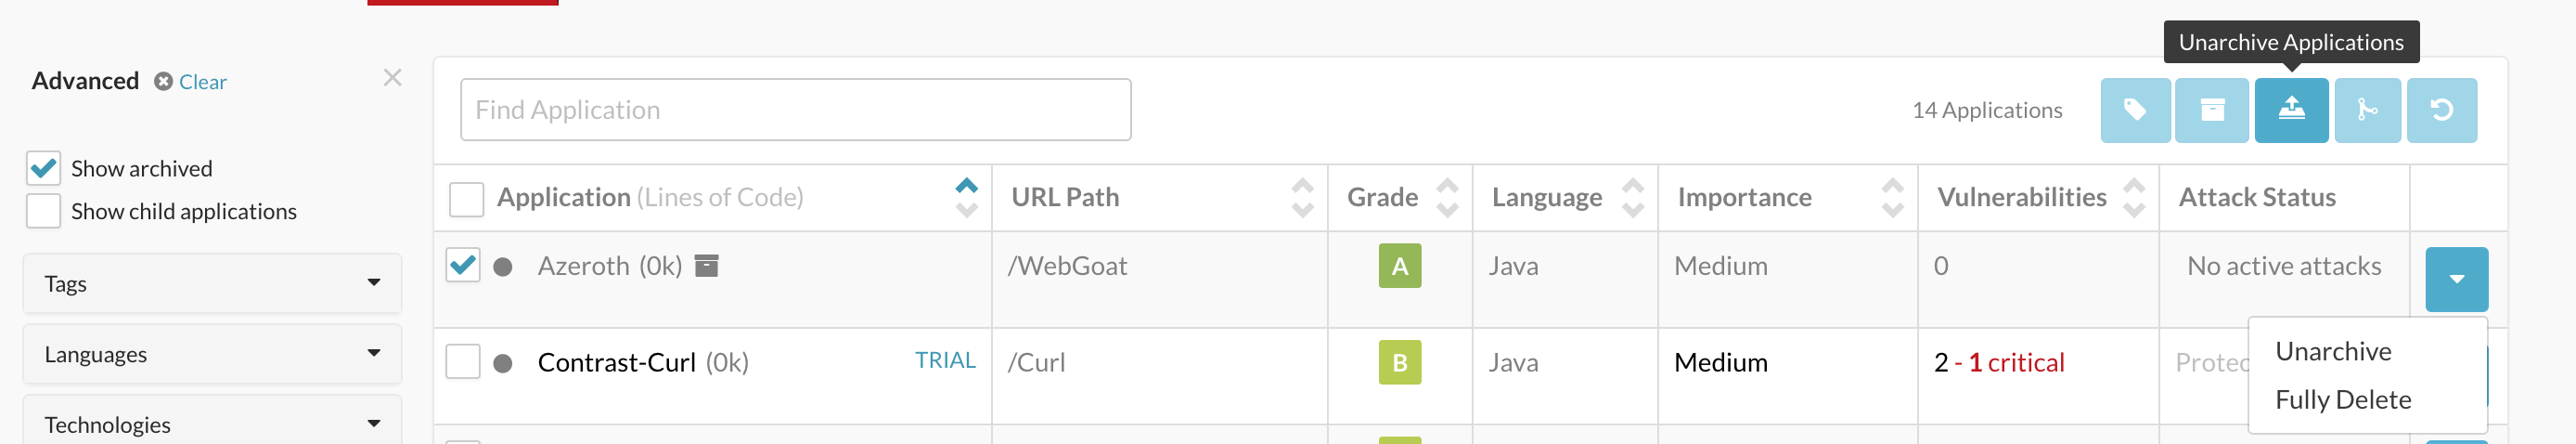 Unarchive Applications
Advanced Clear
Find Application
14 Applications
Show archived
Show child applications
Tags
Languages
Technologies
Application (Lines of Code) URL Path Grade Language Importance Vulnerabilities Attack Status
Azeroth (0k) /WebGoat A Java Medium 0 No active attacks
Contrast-Curl (0k) TRIAL /Curl B Java Medium 2 - 1 critical
Unarchive
Fully Delete